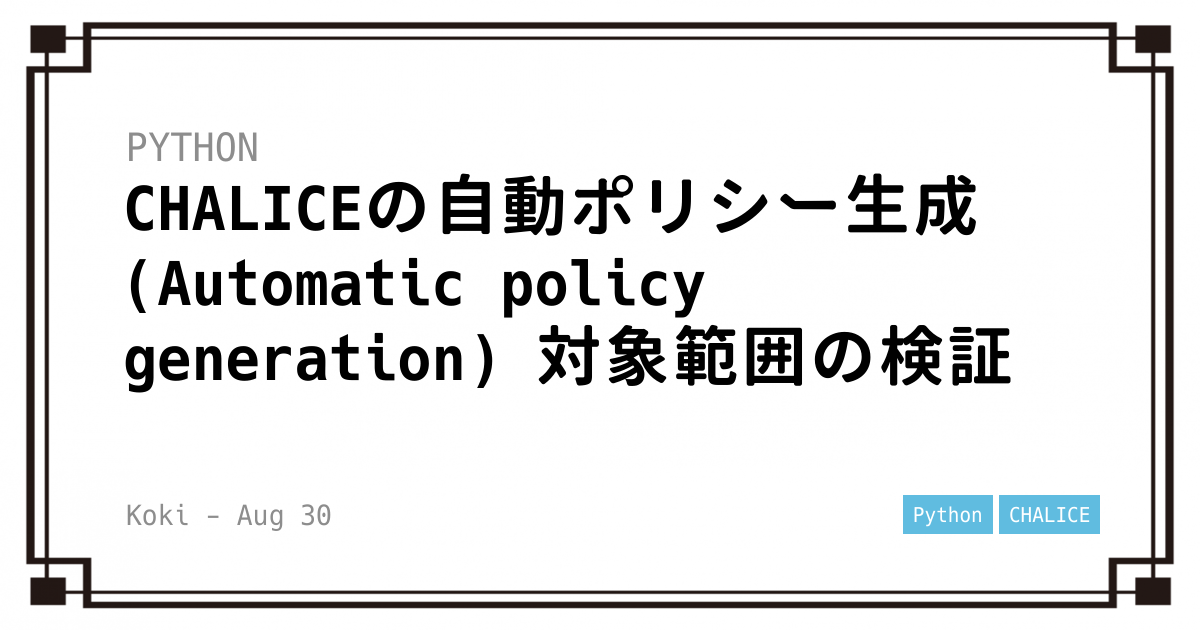 PYTHON
CHALICEの自動ポリシー生成
(Automatic policy
generation) 対象範囲の検証
Koki – Aug 30
Python
CHALICE